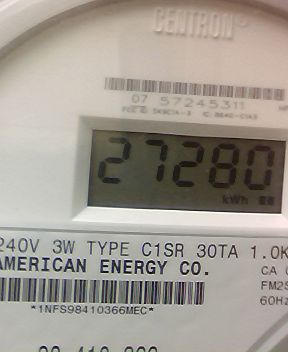 CENTRON®
07 57245311
27280
kWh
240V 3W TYPE C1SR 30TA 1.0K
AMERICAN ENERGY CO.
CA
FM2S
60Hz
*1NFS98410366MEC*